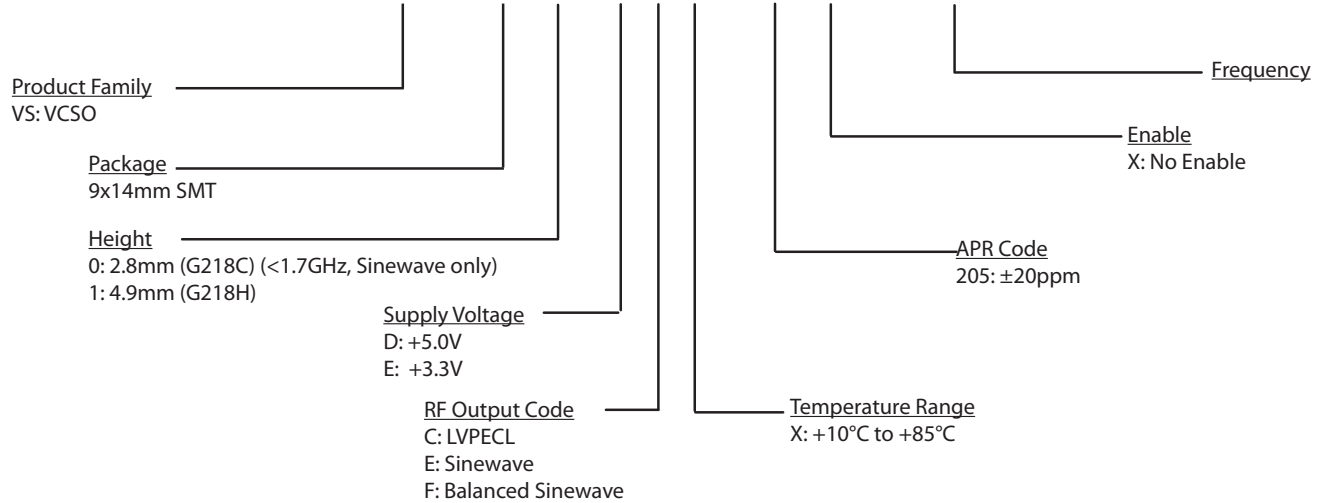 Product Family
VS: VCSO
Package
9x14mm SMT
Height
0: 2.8mm (G218C) (<1.7GHz, Sinewave only)
1: 4.9mm (G218H)
Supply Voltage
D: +5.0V
E: +3.3V
RF Output Code
C: LVPECL
E: Sinewave
F: Balanced Sinewave
Temperature Range
X: +10°C to +85°C
APR Code
205: ±20ppm
Enable
X: No Enable
Frequency